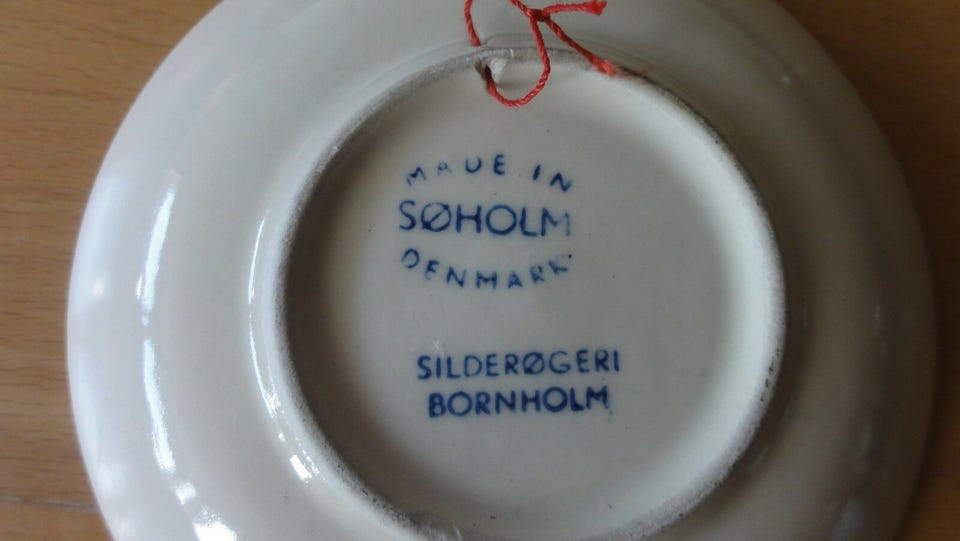 MADE IN
SØHOLM
DENMARK
SILDERØGERI
BORNHOLM